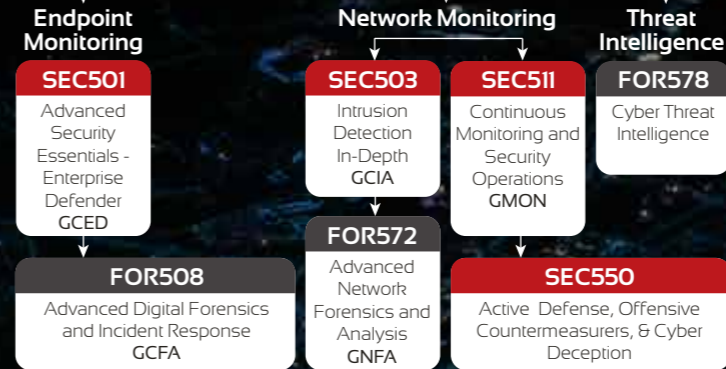 Endpoint
Monitoring
SEC501
Advanced
Security
Essentials -
Enterprise
Defender
GCED
FOR508
Advanced Digital Forensics
and Incident Response
GCFA
Network Monitoring
SEC503
Intrusion
Detection
In-Depth
GCIA
FOR572
Advanced
Network
Forensics and
Analysis
GNFA
SEC511
Continuous
Monitoring and
Security
Operations
GMON
SEC550
Active Defense, Offensive
Countermeasurers, & Cyber
Deception
Threat
Intelligence
FOR578
Cyber Threat
Intelligence